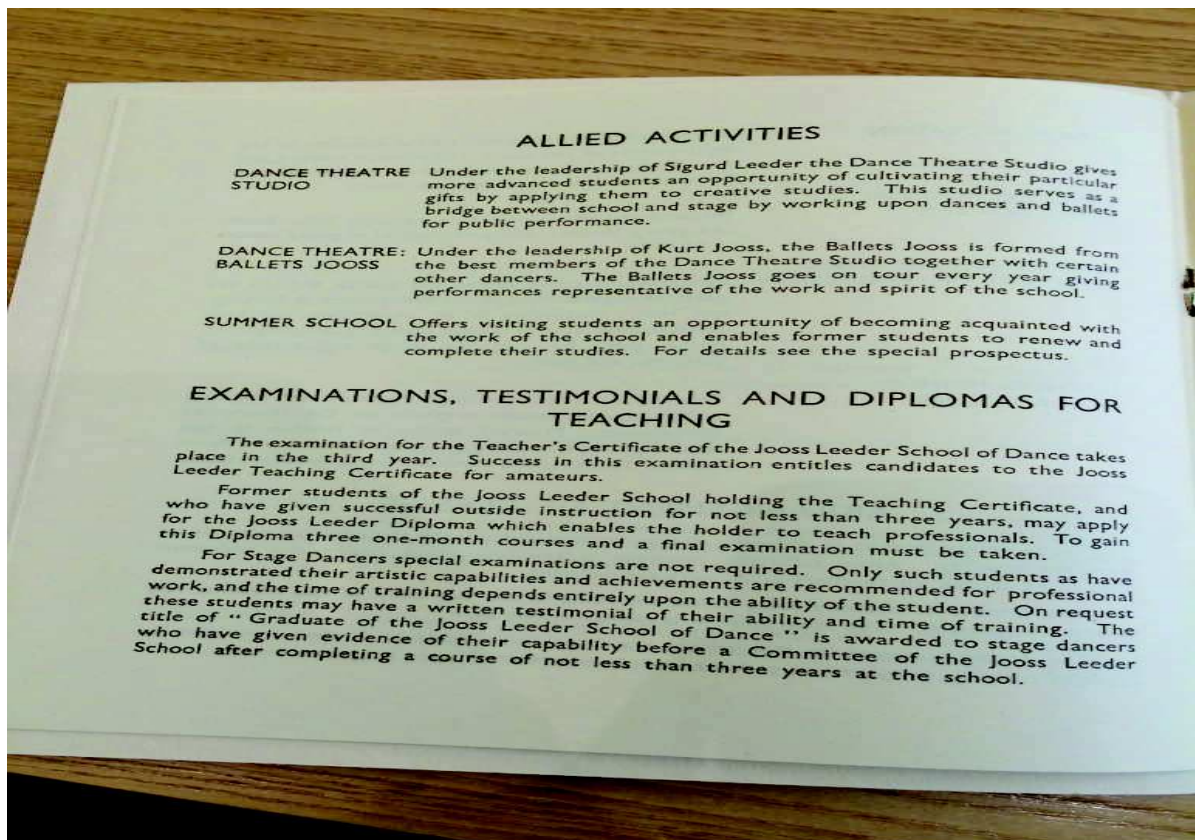 ALLIED ACTIVITIES
DANCE THEATRE STUDIO Under the leadership of Sigurd Leeder the Dance Theatre Studio gives
more advanced students an opportunity of cultivating their particular
gifts by applying them to creative studies. This studio serves as a
bridge between school and stage by working upon dances and ballets
for public performance.
DANCE THEATRE: BALLETS JOOSS Under the leadership of Kurt Jooss, the Ballets Jooss is formed from
the best members of the Dance Theatre Studio together with certain
other dancers. The Ballets Jooss goes on tour every year giving
performances representative of the work and spirit of the school.
SUMMER SCHOOL Offers visiting students an opportunity of becoming acquainted with
the work of the school and enables former students to renew and
complete their studies. For details see the special prospectus.
EXAMINATIONS, TESTIMONIALS AND DIPLOMAS FOR
TEACHING
The examination for the Teacher's Certificate of the Jooss Leeder School of Dance takes
place in the third year. Success in this examination entitles candidates to the Jooss
Leeder Teaching Certificate for amateurs.
Former students of the Jooss Leeder School holding the Teaching Certificate, and
who have given successful outside instruction for not less than three years, may apply
for the Jooss Leeder Diploma which enables the holder to teach professionals. To gain
this Diploma three one-month courses and a final examination must be taken.
For Stage Dancers special examinations are not required. Only such students as have
demonstrated their artistic capabilities and achievements are recommended for professional
work, and the time of training depends entirely upon the ability of the student. On request
these students may have a written testimonial of their ability and time of training. The
title of " Graduate of the Jooss Leeder School of Dance " is awarded to stage dancers
who have given evidence of their capability before a Committee of the Jooss Leeder
School after completing a course of not less than three years at the school.